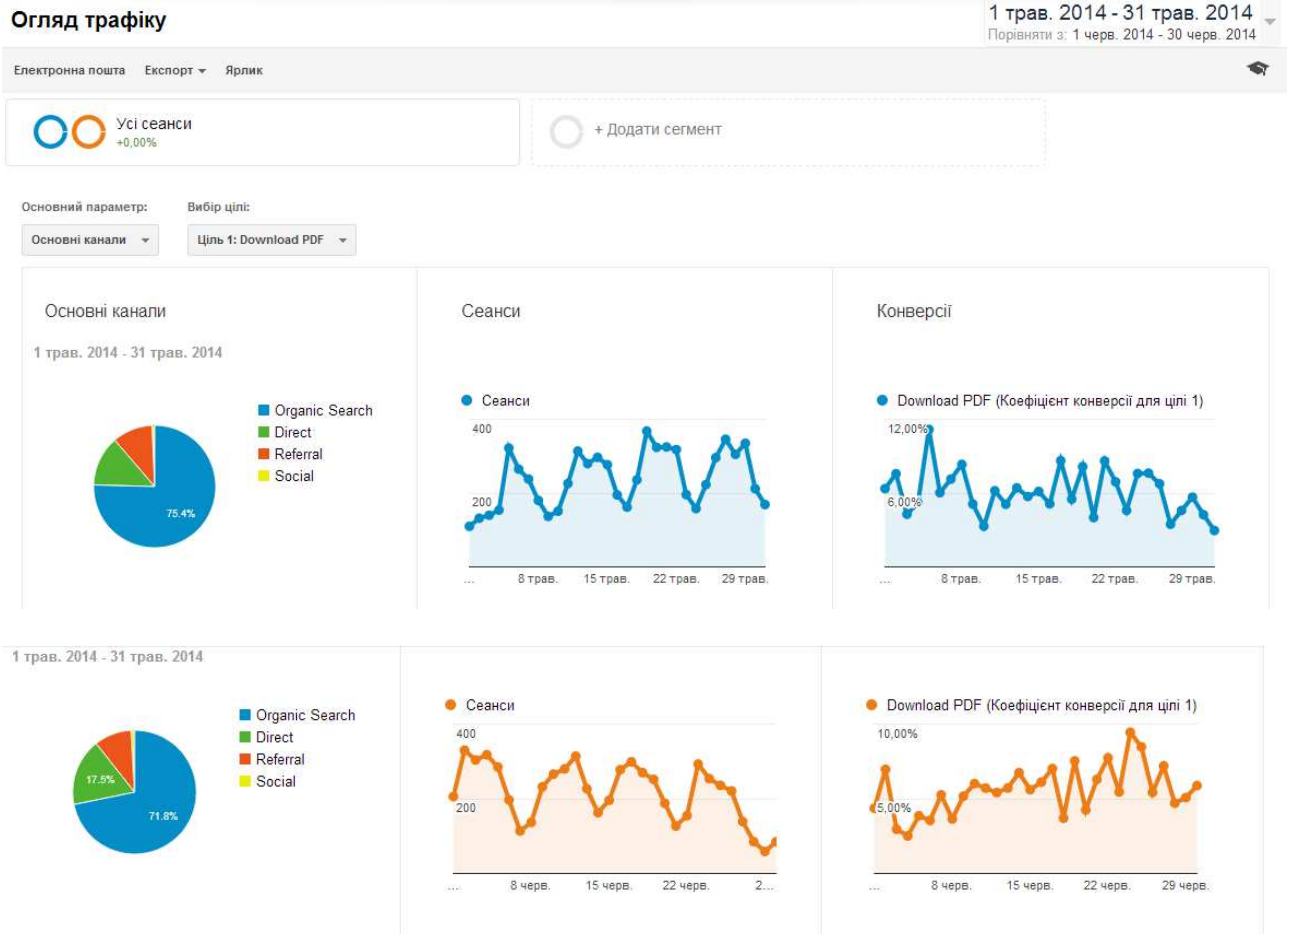 Огляд трафіку
1 трав. 2014 - 31 трав. 2014
Порівняти з: 1 черв. 2014 - 30 черв. 2014
Електронна пошта Експорт Ярлик
Усі сеанси
+0,00%
+ Додати сегмент
Основний параметр: Вибір цілі:
Основні канали Ціль 1: Download PDF
Основні канали
1 трав. 2014 - 31 трав. 2014
Organic Search
Direct
Referral
Social
75.4%
Сеанси
Сеанси
400
200
... 8 трав. 15 трав. 22 трав. 29 трав.
Конверсії
Download PDF (Коефіцієнт конверсії для цілі 1)
12,00%
6,00%
... 8 трав. 15 трав. 22 трав. 29 трав.
1 трав. 2014 - 31 трав. 2014
Organic Search
Direct
Referral
Social
17.5%
71.8%
Сеанси
400
200
... 8 черв. 15 черв. 22 черв. 2...
Download PDF (Коефіцієнт конверсії для цілі 1)
10,00%
5,00%
... 8 черв. 15 черв. 22 черв. 29 черв.